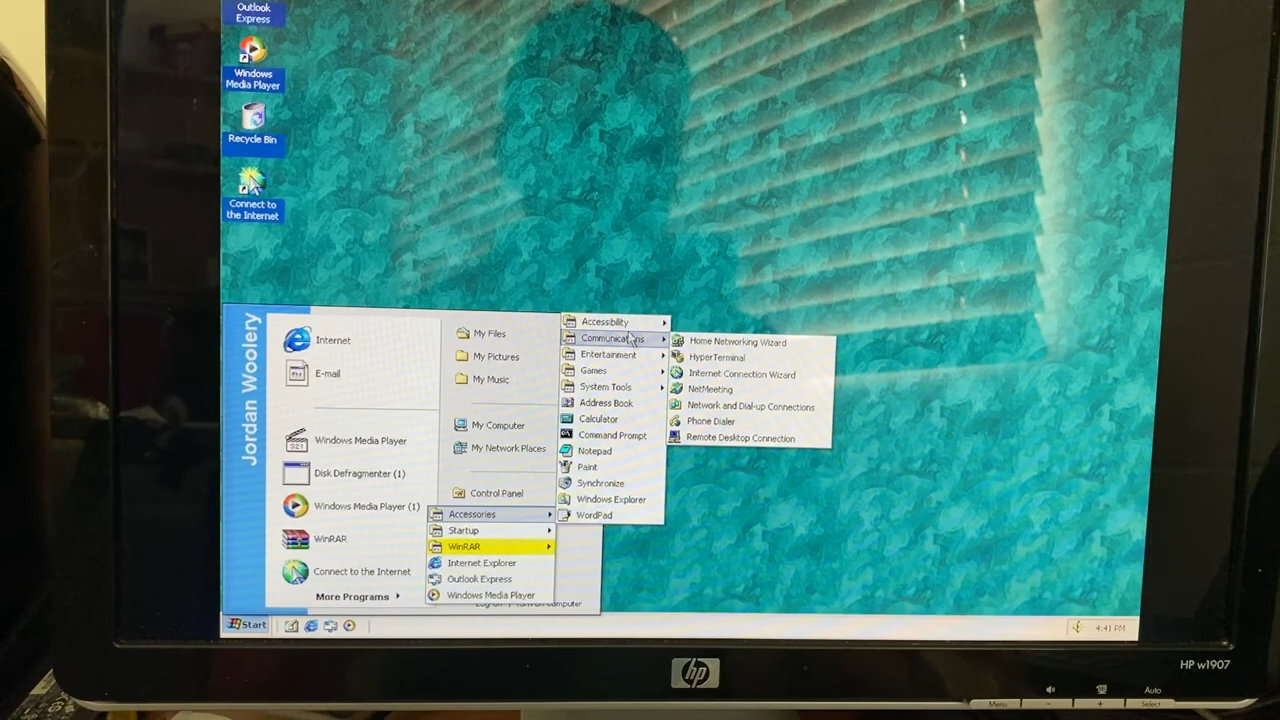 Outlook
Express
Windows
Media Player
Recycle Bin
Connect to
the Internet
Jordan Woolery
Internet
E-mail
Windows Media Player
Disk Defragmenter (1)
Windows Media Player (1)
WinRAR
Connect to the Internet
More Programs
My Files
My Pictures
My Music
My Computer
My Network Places
Control Panel
Accessories
Startup
WinRAR
Internet Explorer
Outlook Express
Windows Media Player
Computer
Accessibility
Communications
Entertainment
Games
System Tools
Address Book
Calculator
Command Prompt
Notepad
Paint
Synchronize
Windows Explorer
WordPad
Home Networking Wizard
HyperTerminal
Internet Connection Wizard
NetMeeting
Network and Dial-up Connections
Phone Dialer
Remote Desktop Connection
Start
4:41 PM
hp
HP w1907
Auto
Menu - + Select